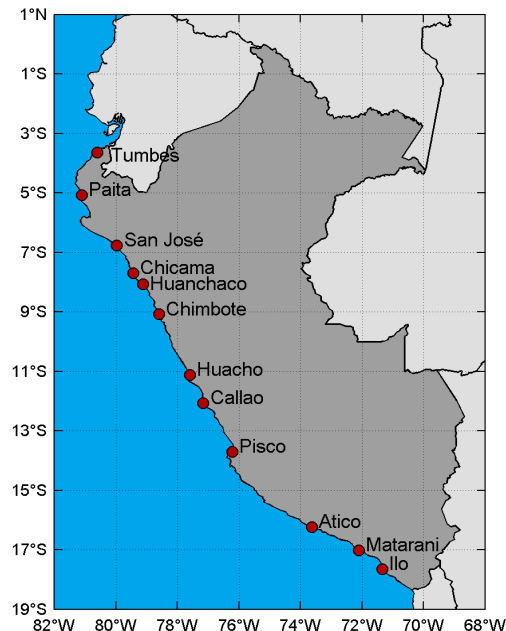 1°N
1°S
3°S
Tumbes
Paita
5°S
San José
7°S
Chicama
Huanchaco
Chimbote
9°S
Huacho
11°S
Callao
13°S
Pisco
15°S
Atico
Matarani
17°S
Ilo
19°S
82°W 80°W 78°W 76°W 74°W 72°W 70°W 68°W